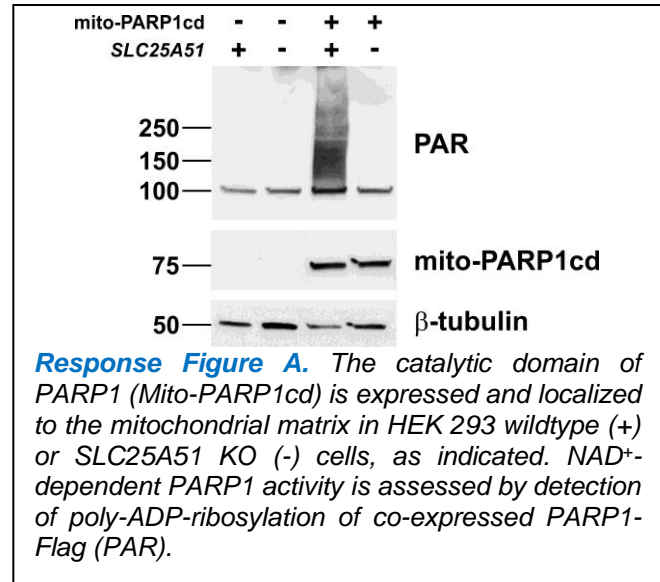 mito-PARP1cd - - + +
SLC25A51 + - + -
250
150
100
PAR
75
mito-PARP1cd
50
β-tubulin
Response Figure A. The catalytic domain of
PARP1 (Mito-PARP1cd) is expressed and localized
to the mitochondrial matrix in HEK 293 wildtype (+)
or SLC25A51 KO (-) cells, as indicated. NAD⁺-
dependent PARP1 activity is assessed by detection
of poly-ADP-ribosylation of co-expressed PARP1-
Flag (PAR).